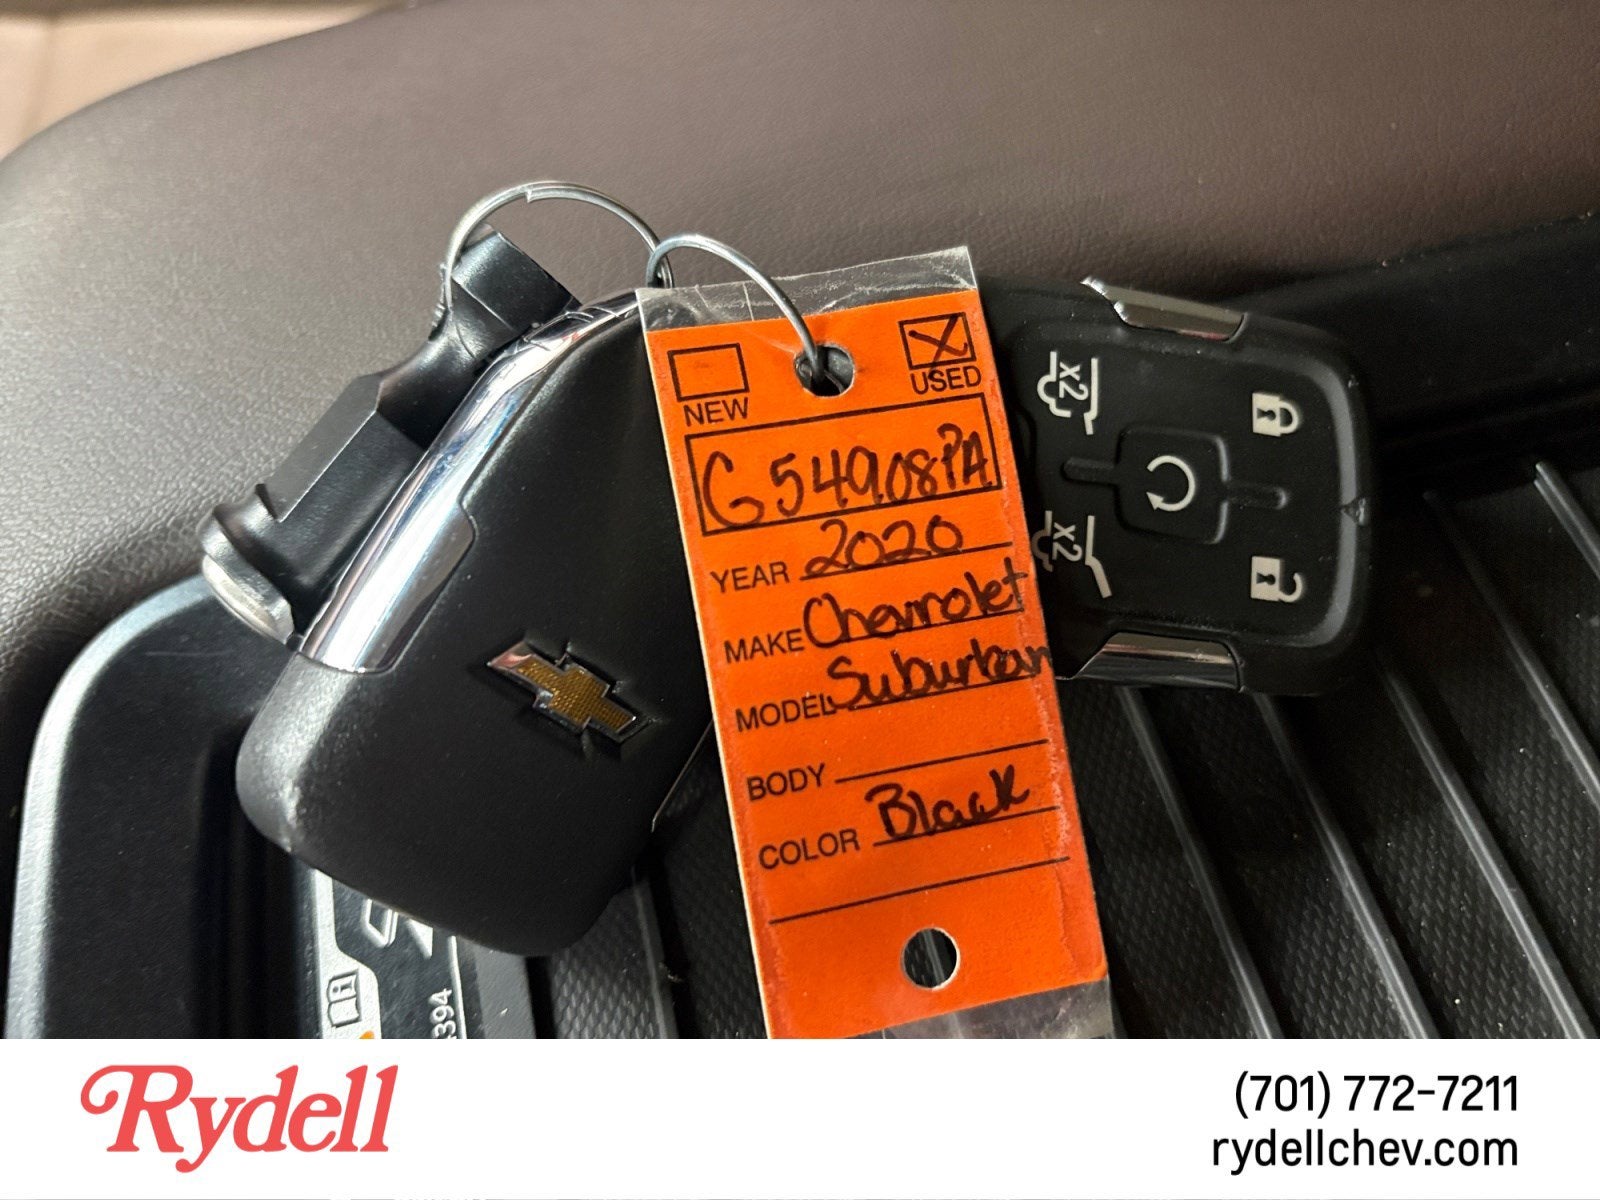 NEW
USED
G54908PA
YEAR 2020
MAKE Chevrolet
MODEL Suburban
BODY
COLOR Black
x2
x2
394
Rydell
(701) 772-7211
rydellchev.com